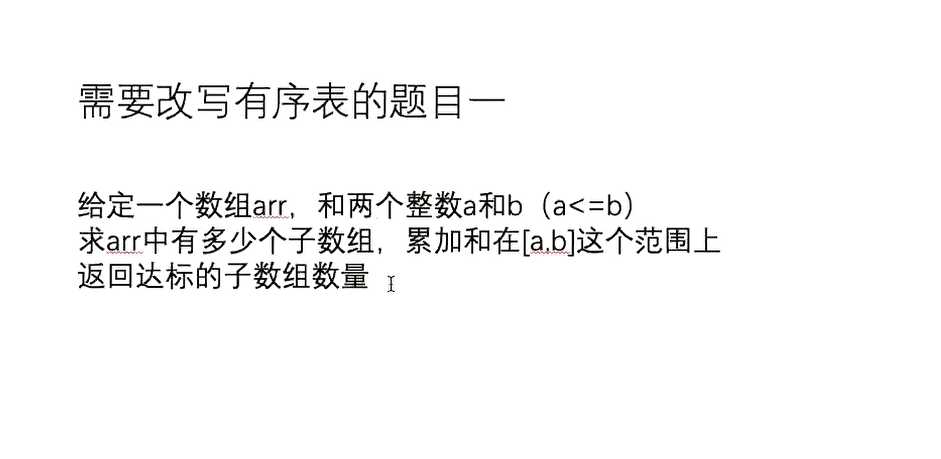 需要改写有序表的题目一
给定一个数组arr，和两个整数a和b（a<=b）
求arr中有多少个子数组，累加和在[a,b]这个范围上
返回达标的子数组数量